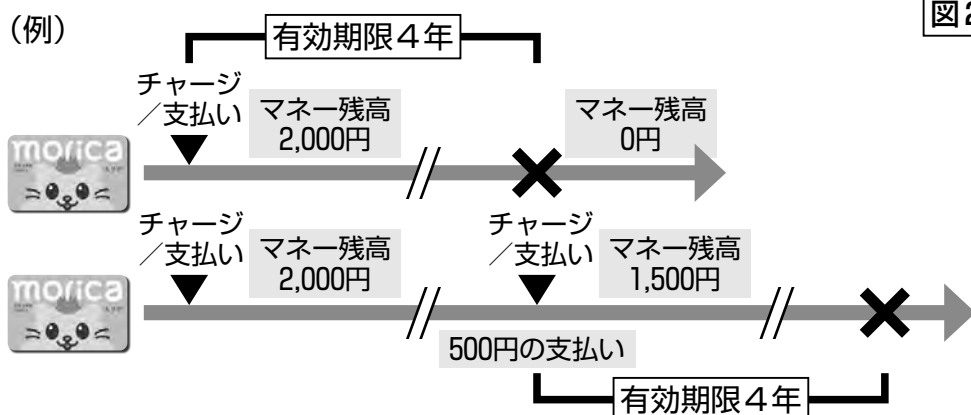 (例)
図2
有効期限4年
チャージ
／支払い
マネー残高
2,000円
マネー残高
0円
morica
チャージ
／支払い
マネー残高
2,000円
チャージ
／支払い
マネー残高
1,500円
morica
500円の支払い
有効期限4年